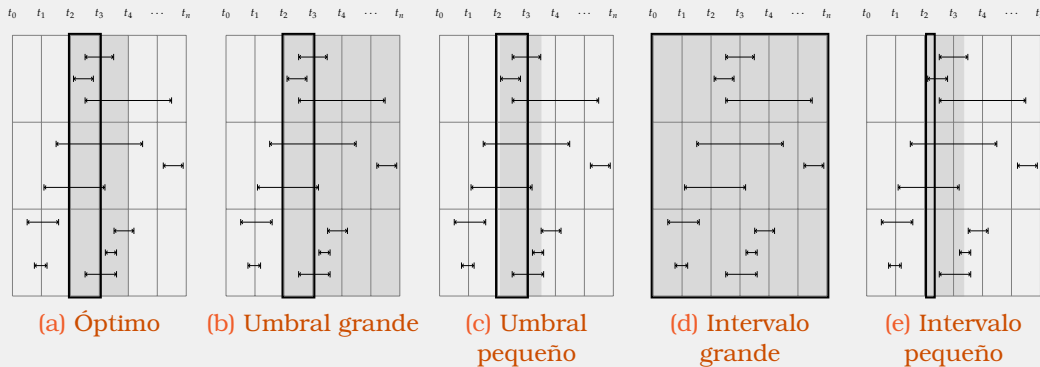 t0 t1 t2 t3 t4 ... tn t0 t1 t2 t3 t4 ... tn t0 t1 t2 t3 t4 ... tn t0 t1 t2 t3 t4 ... tn t0 t1 t2 t3 t4 ... tn
(a) Óptimo
(b) Umbral grande
(c) Umbral
pequeño
(d) Intervalo
grande
(e) Intervalo
pequeño